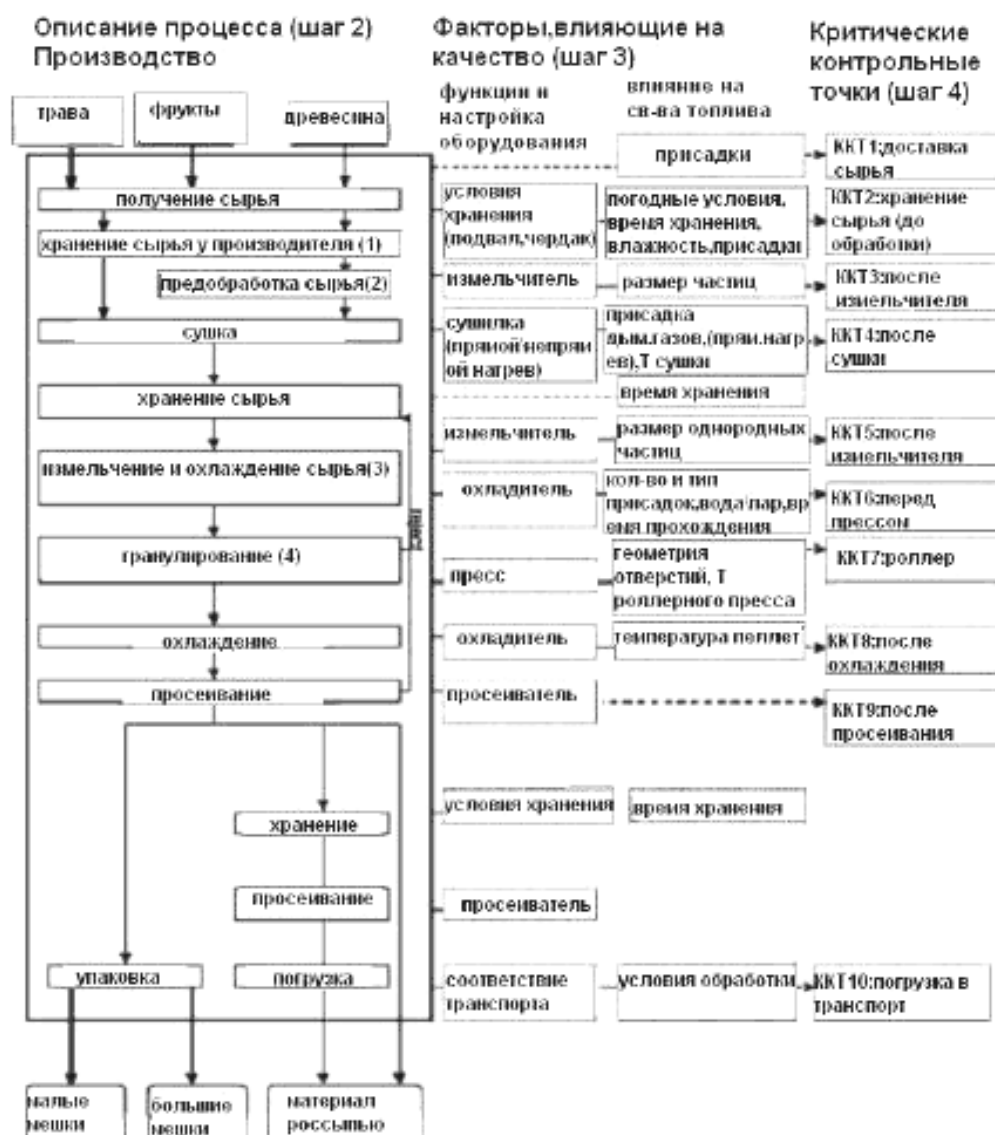 Описание процесса (шаг 2)
Производство
Факторы,влияющие на
качество (шаг 3)
Критические
контрольные
точки (шаг 4)
функции и
настройка
оборудования
влияние на
св-ва топлива
трава
фрукты
древесина
получение сырья
хранение сырья у производителя (1)
предобработка сырья(2)
сушка
хранение сырья
измельчение и охлаждение сырья(3)
гранулирование (4)
охлаждение
просеивание
хранение
просеивание
упаковка
погрузка
малые
мешки
большие
мешки
материал
россыпью
присадки
ККТ1:доставка
сырья
условия
хранения
(подвал,чердак)
погодные условия,
время хранения,
влажность,присадки
ККТ2:хранение
сырья (до
обработки)
измельчитель
размер частиц
ККТ3:после
измельчителя
сушилка
(прямой/непрям
ой нагрев)
присадка
дым.газов,(прям.нагр
ев),Т сушки
ККТ4:после
сушки
время хранения
измельчитель
размер однородных
частиц
ККТ5:после
измельчителя
охладитель
кол-во и тип
присадок,вода/пар,вр
емя прохождения
ККТ6:перед
прессом
пресс
геометрия
отверстий, Т
роллерного пресса
ККТ7:роллер
охладитель
температура пеллет
ККТ8:после
охлаждения
просеиватель
ККТ9:после
просеивания
условия хранения
время хранения
просеиватель
соответствие
транспорта
условия обработки
ККТ10:погрузка в
транспорт